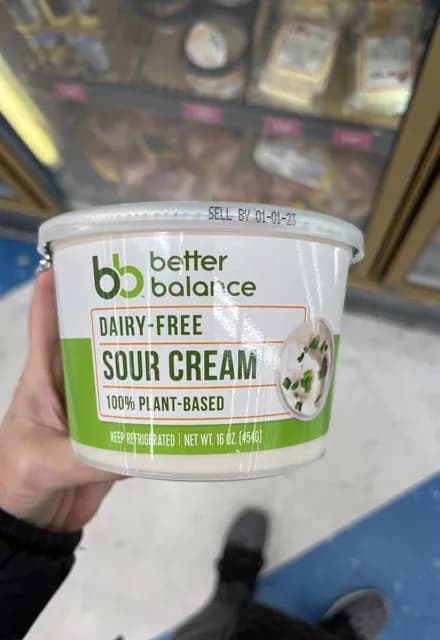 SELL BY 01-01-23
bb better
balance
DAIRY-FREE
SOUR CREAM
100% PLANT-BASED
KEEP REFRIGERATED | NET WT. 16 OZ. (454G)